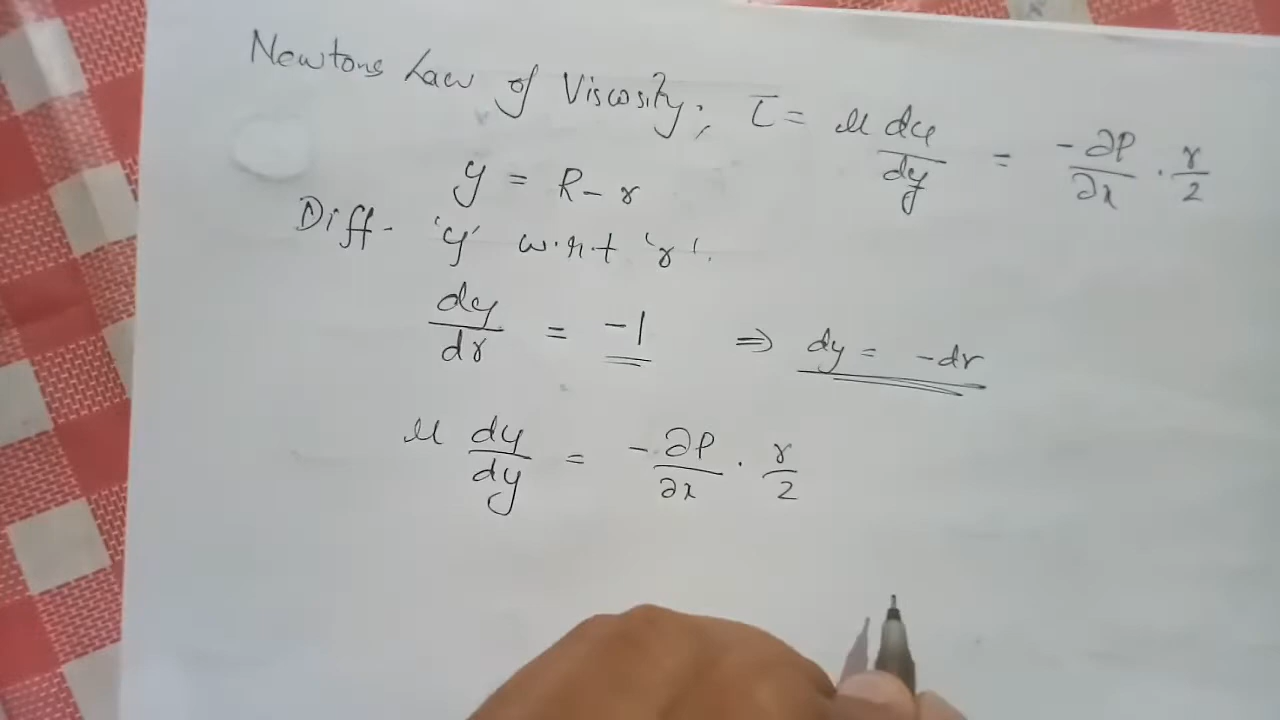 Newtons Law of Viscosity; τ = μ du/dy = -∂P/∂x · r/2
y = R - r
Diff- 'y' w.r.t 'r'.
dy/dr = -1 ⇒ dy = -dr
μ du/dy = -∂P/∂x · r/2